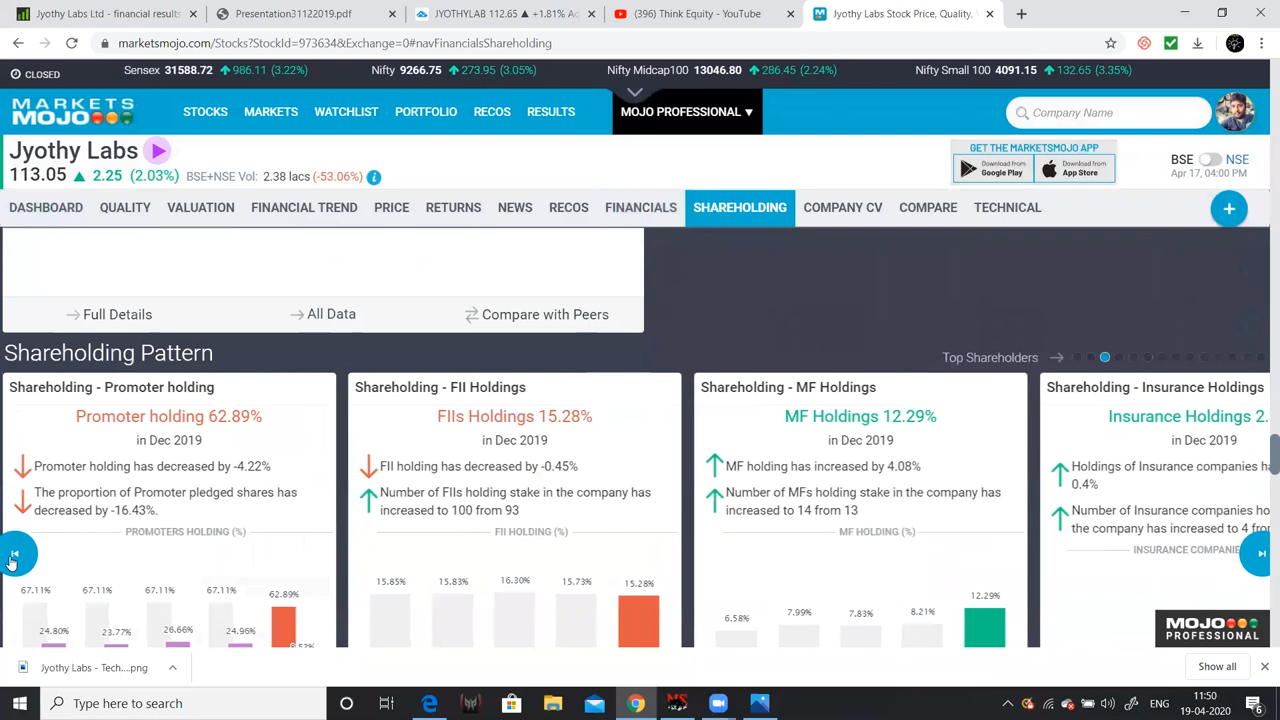 Jyothy Labs Ltd - financial results
Presentation31122019.pdf
JYOTHYLAB 112.65 ▲ +1.81%
(396) Think Equity - YouTube
Jyothy Labs Stock Price, Quality,
marketsmojo.com/Stocks?StockId=973634&Exchange=0#navFinancialsShareholding
CLOSED
Sensex 31588.72 986.11 (3.22%)
Nifty 9266.75 273.95 (3.05%)
Nifty Midcap100 13046.80 286.45 (2.24%)
Nifty Small 100 4091.15 132.65 (3.35%)
MARKETS MOJO
STOCKS MARKETS WATCHLIST PORTFOLIO RECOS RESULTS
MOJO PROFESSIONAL ▼
Company Name
Jyothy Labs
113.05 ▲ 2.25 (2.03%) BSE+NSE Vol: 2.38 lacs (-53.06%) i
GET THE MARKETSMOJO APP
Download from Google Play
Download from App Store
BSE NSE
Apr 17, 04:00 PM
DASHBOARD QUALITY VALUATION FINANCIAL TREND PRICE RETURNS NEWS RECOS FINANCIALS SHAREHOLDING COMPANY CV COMPARE TECHNICAL
+
Full Details
All Data
Compare with Peers
Shareholding Pattern
Top Shareholders
Shareholding - Promoter holding
Promoter holding 62.89%
in Dec 2019
Promoter holding has decreased by -4.22%
The proportion of Promoter pledged shares has
decreased by -16.43%.
PROMOTERS HOLDING (%)
67.11% 67.11% 67.11% 67.11% 62.89%
24.80% 23.77% 26.66% 24.96%
Shareholding - FII Holdings
FIIs Holdings 15.28%
in Dec 2019
FII holding has decreased by -0.45%
Number of FIIs holding stake in the company has
increased to 100 from 93
FII HOLDING (%)
15.85% 15.83% 16.30% 15.73% 15.28%
Shareholding - MF Holdings
MF Holdings 12.29%
in Dec 2019
MF holding has increased by 4.08%
Number of MFs holding stake in the company has
increased to 14 from 13
MF HOLDING (%)
6.58% 7.99% 7.83% 8.21% 12.29%
Shareholding - Insurance Holdings
Insurance Holdings 2.
in Dec 2019
Holdings of Insurance companies
0.4%
Number of Insurance companies
the company has increased to 4
INSURANCE
MOJO PROFESSIONAL
Jyothy Labs - Tech....png
Show all
Type here to search
ENG
11:50
19-04-2020
6